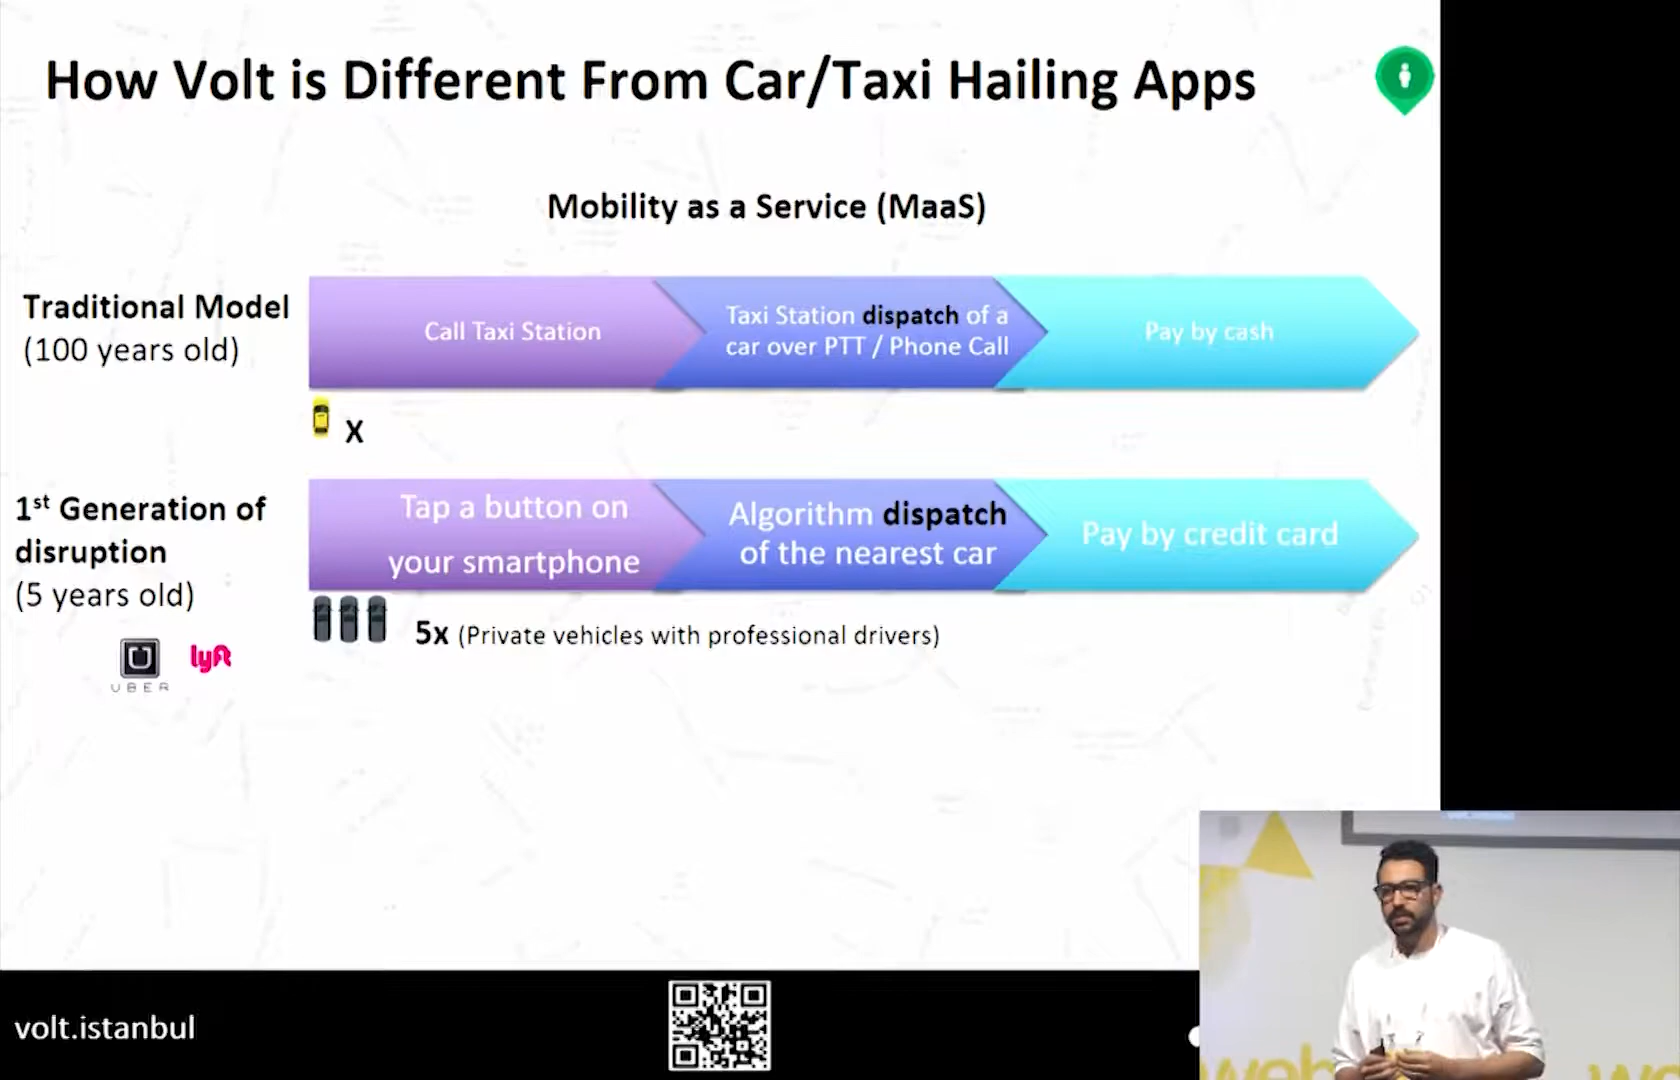 How Volt is Different From Car/Taxi Hailing Apps
Mobility as a Service (MaaS)
Traditional Model
(100 years old)
Call Taxi Station
Taxi Station dispatch of a
car over PTT / Phone Call
Pay by cash
X
1st Generation of
disruption
(5 years old)
Tap a button on
your smartphone
Algorithm dispatch
of the nearest car
Pay by credit card
5x (Private vehicles with professional drivers)
UBER
lyft
volt.istanbul